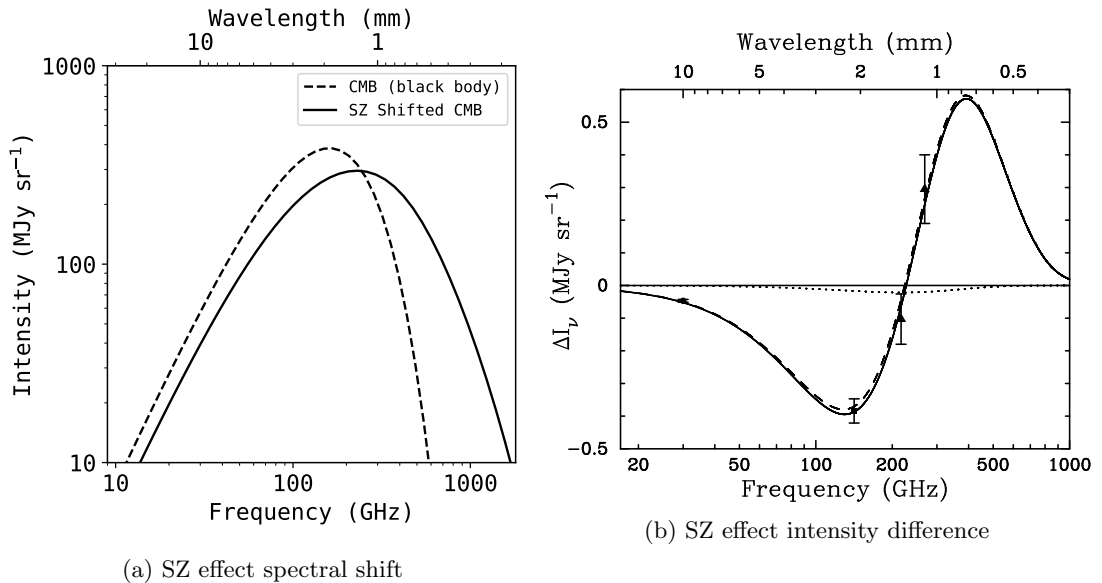 Wavelength (mm)
10 1
1000
100
10
Intensity (MJy sr−1)
CMB (black body)
SZ Shifted CMB
10 100 1000
Frequency (GHz)
(a) SZ effect spectral shift
Wavelength (mm)
10 5 2 1 0.5
0.5
0
−0.5
ΔIν (MJy sr−1)
20 50 100 200 500 1000
Frequency (GHz)
(b) SZ effect intensity difference